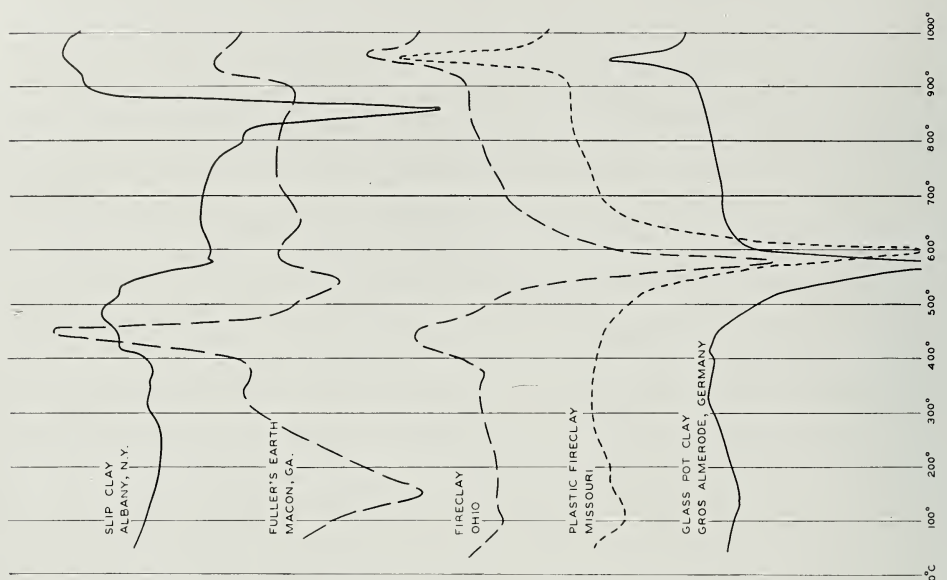 SLIP CLAY
ALBANY, N.Y.
FULLER'S EARTH
MACON, GA.
FIRECLAY
OHIO
PLASTIC FIRECLAY
MISSOURI
GLASS POT CLAY
GROS ALMERODE, GERMANY
0°C
100°
200°
300°
400°
500°
600°
700°
800°
900°
1000°